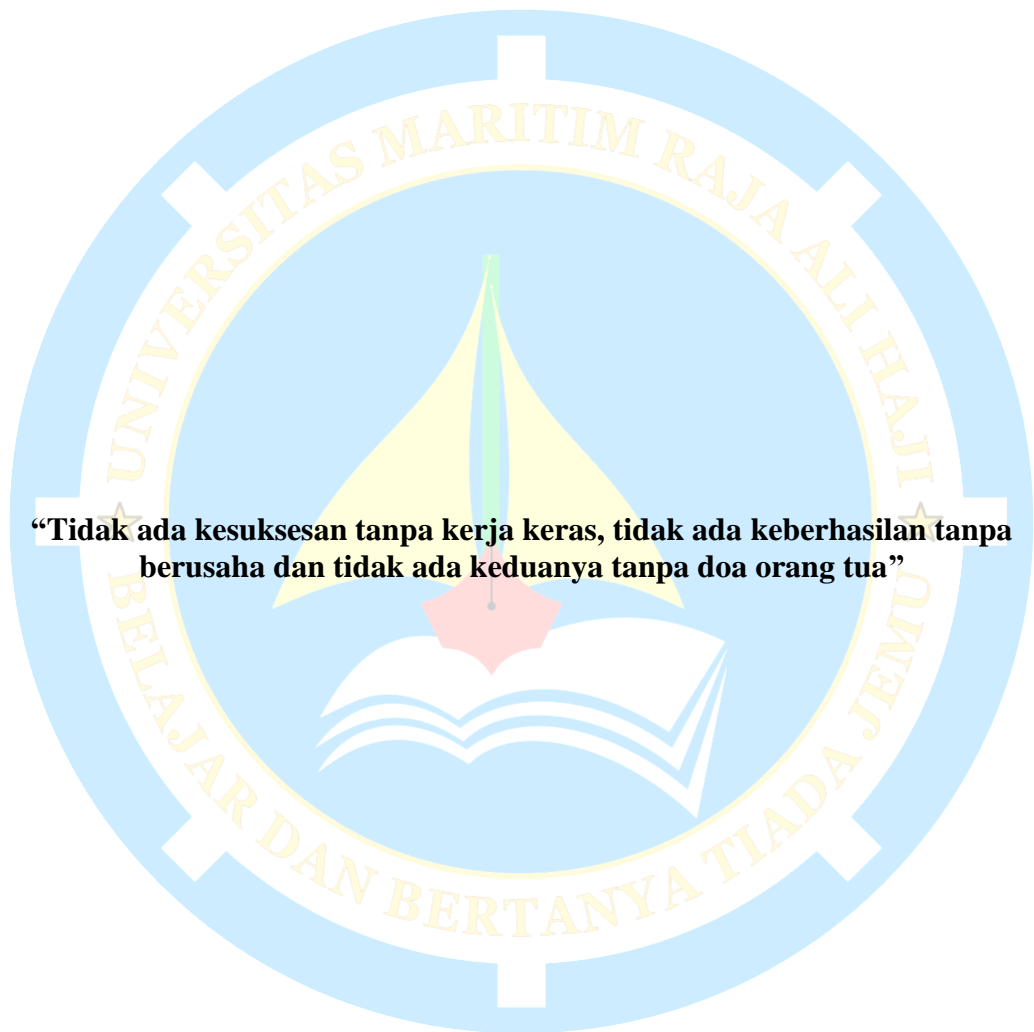 UNIVERSITAS MARITIM RAJA ALI HAJI
“Tidak ada kesuksesan tanpa kerja keras, tidak ada keberhasilan tanpa
berusaha dan tidak ada keduanya tanpa doa orang tua”
BELAJAR DAN BERTANYA TIADA JEMU